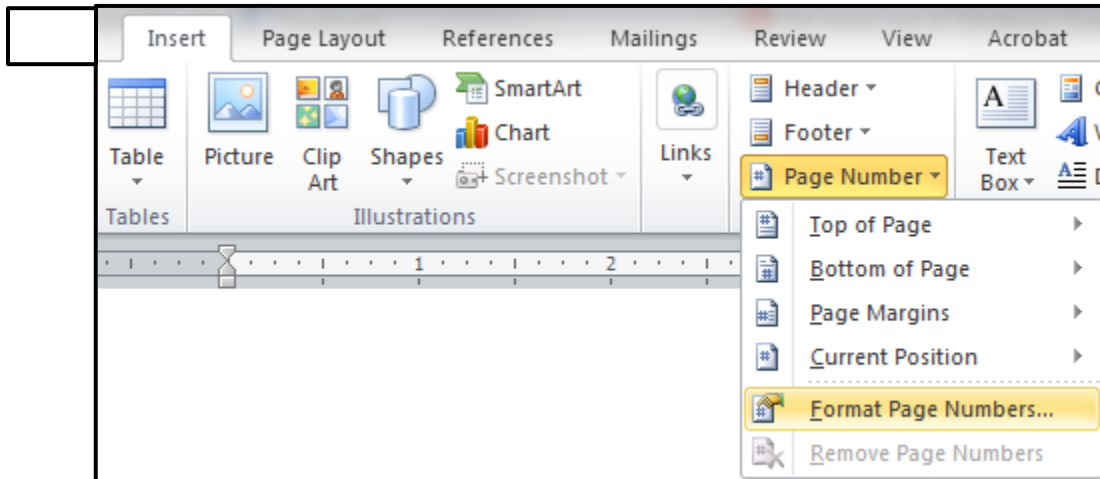 Insert Page Layout References Mailings Review View Acrobat
Table
Tables
Picture
Clip Art
Shapes
SmartArt
Chart
Screenshot
Illustrations
Links
Header
Footer
Page Number
A
Text Box
A
1 2
Top of Page
Bottom of Page
Page Margins
Current Position
Format Page Numbers...
Remove Page Numbers